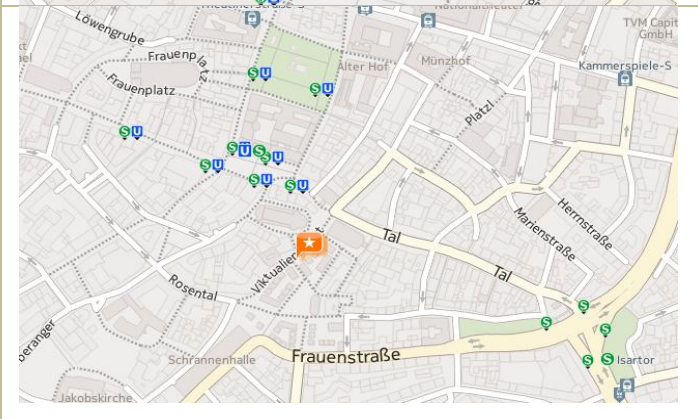 Löwengrube
Frauenplatz
Frauenplatz
Alter Hof
Münzhof
TVM Capit
GmbH
Kammerspiele-S
Platzl
S U
S U
S U
S U
S
S U
S U
S U
S U
Tal
Tal
Marienstraße
Herrnstraße
Viktualien
Rosental
beranger
Schrannenhalle
Frauenstraße
S
S
S
S
S Isartor
Jakobskirche